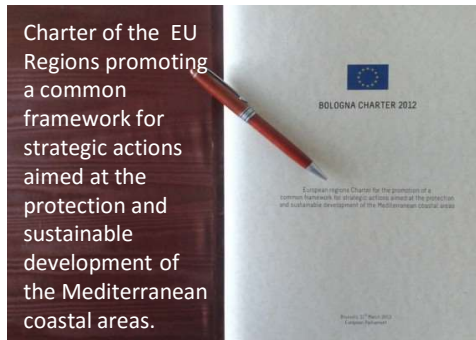 Charter of the EU
Regions promoting
a common
framework for
strategic actions
aimed at the
protection and
sustainable
development of
the Mediterranean
coastal areas.
BOLOGNA CHARTER 2012
European regions Charter for the promotion of a
common framework for strategic actions aimed at the protection
and sustainable development of the Mediterranean coastal areas
European Parliament